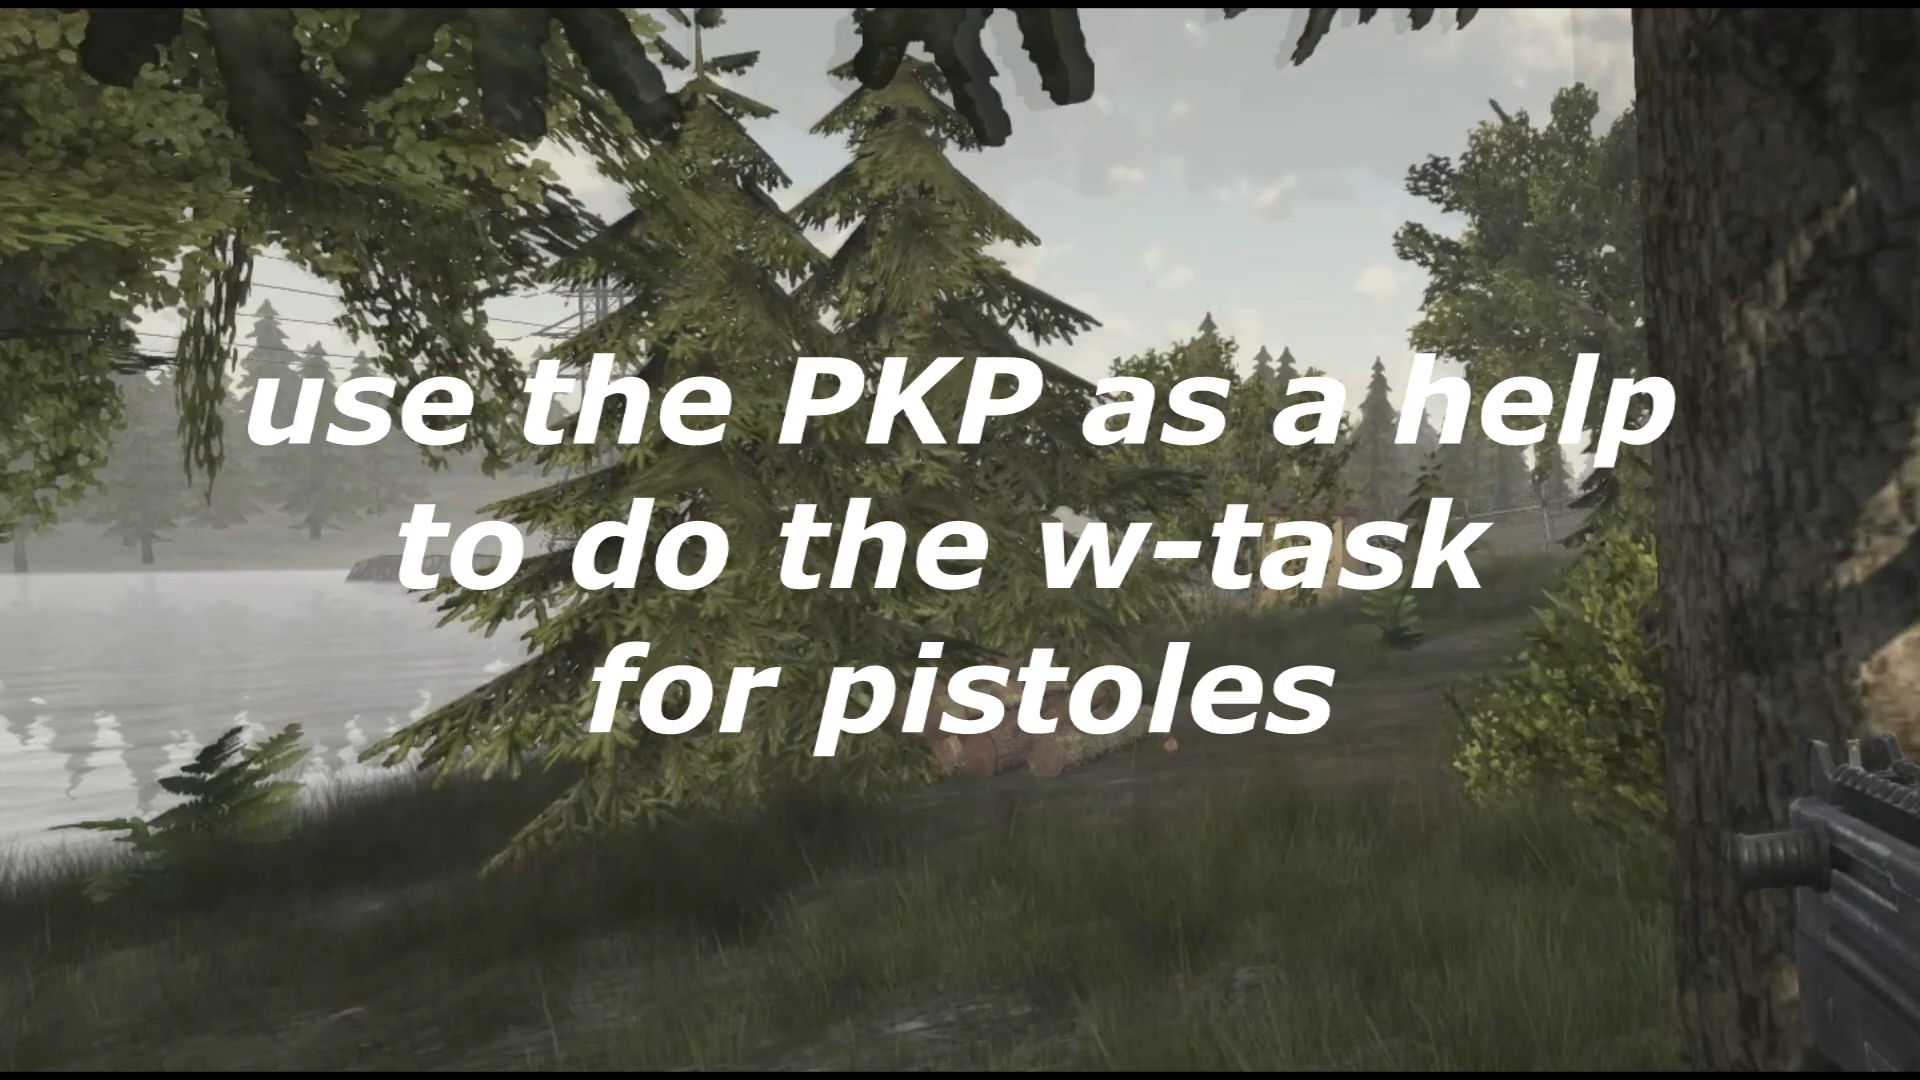 use the PKP as a help
to do the w-task
for pistoles